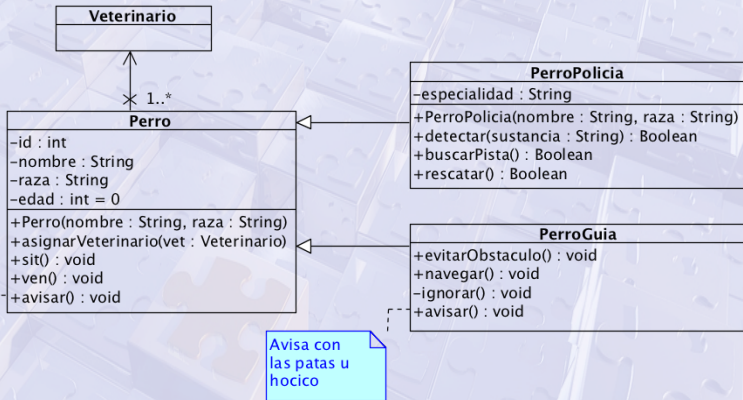 Veterinario
1..*
Perro
-id : int
-nombre : String
-raza : String
-edad : int = 0
+Perro(nombre : String, raza : String)
+asignarVeterinario(vet : Veterinario)
+sit() : void
+ven() : void
+avisar() : void
PerroPolicia
-especialidad : String
+PerroPolicia(nombre : String, raza : String)
+detectar(sustancia : String) : Boolean
+buscarPista() : Boolean
+rescatar() : Boolean
PerroGuia
+evitarObstaculo() : void
+navegar() : void
-ignorar() : void
+avisar() : void
Avisa con
las patas u
hocico